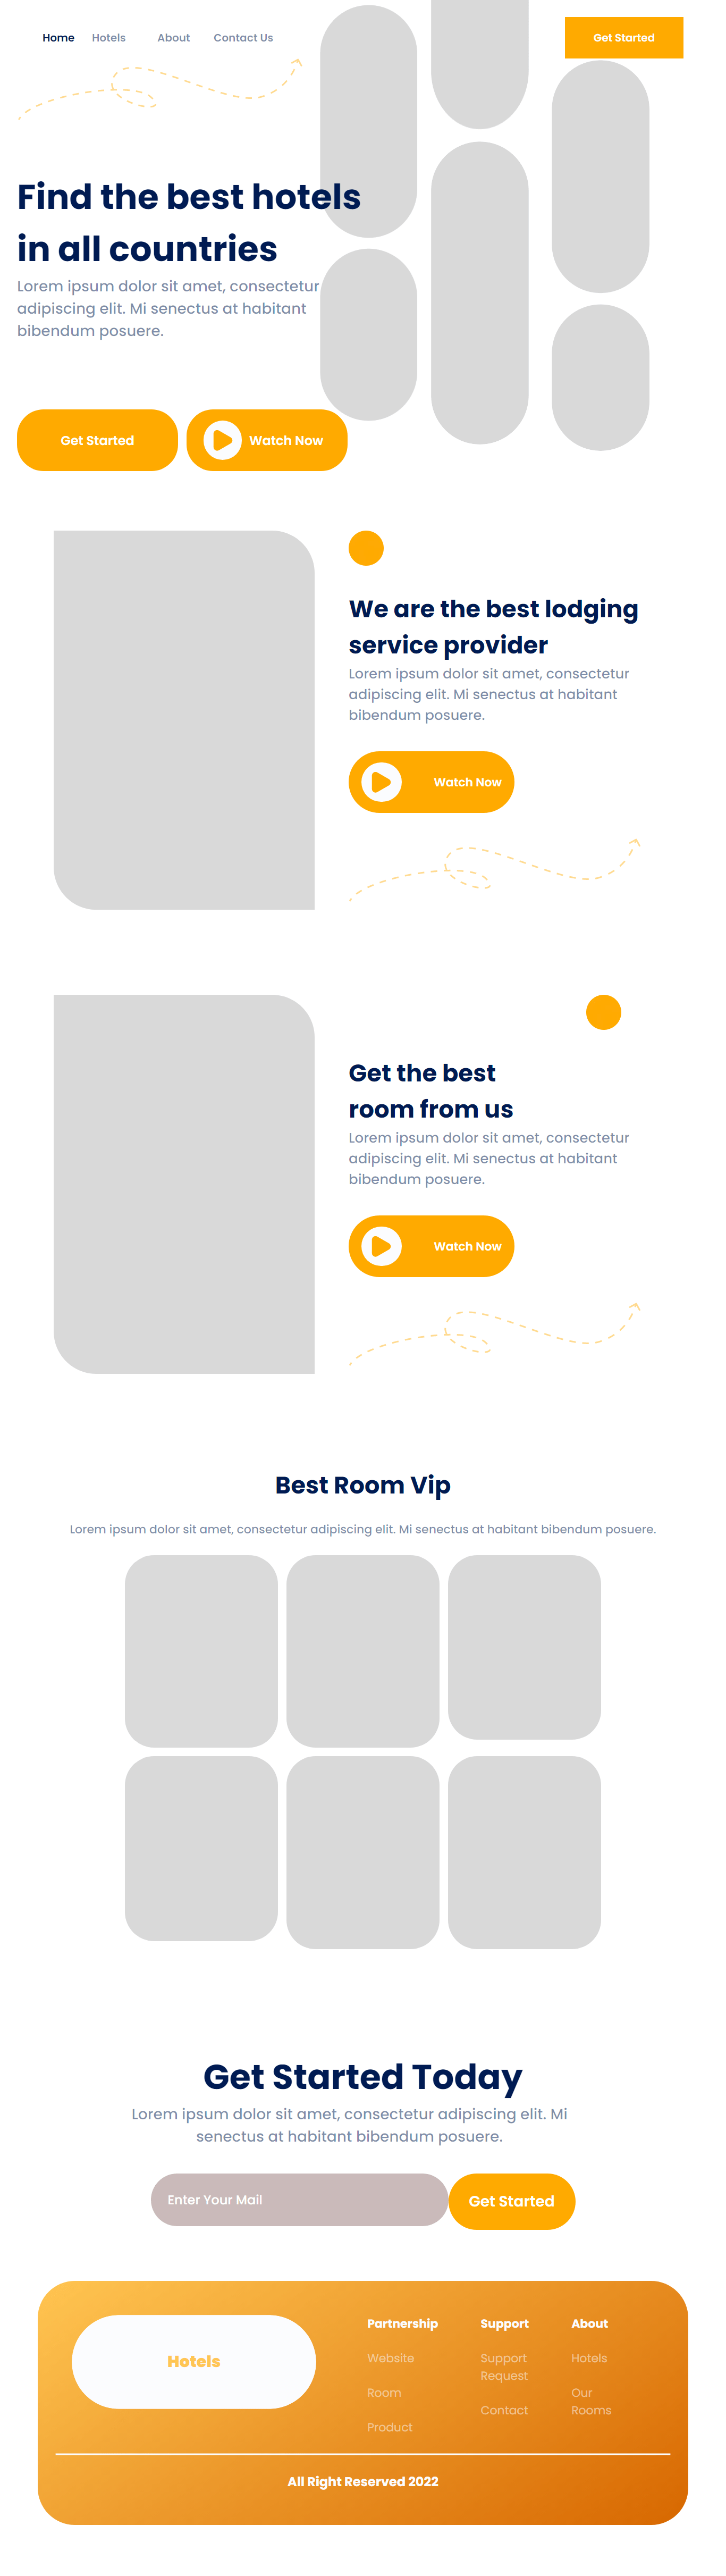 Home Hotels About Contact Us Get Started
Find the best hotels
in all countries
Lorem ipsum dolor sit amet, consectetur
adipiscing elit. Mi senectus at habitant
bibendum posuere.
Get Started Watch Now
We are the best lodging
service provider
Lorem ipsum dolor sit amet, consectetur
adipiscing elit. Mi senectus at habitant
bibendum posuere.
Watch Now
Get the best
room from us
Lorem ipsum dolor sit amet, consectetur
adipiscing elit. Mi senectus at habitant
bibendum posuere.
Watch Now
Best Room Vip
Lorem ipsum dolor sit amet, consectetur adipiscing elit. Mi senectus at habitant bibendum posuere.
Get Started Today
Lorem ipsum dolor sit amet, consectetur adipiscing elit. Mi
senectus at habitant bibendum posuere.
Enter Your Mail Get Started
Hotels
Partnership
Website
Room
Product
Support
Support
Request
Contact
About
Hotels
Our
Rooms
All Right Reserved 2022